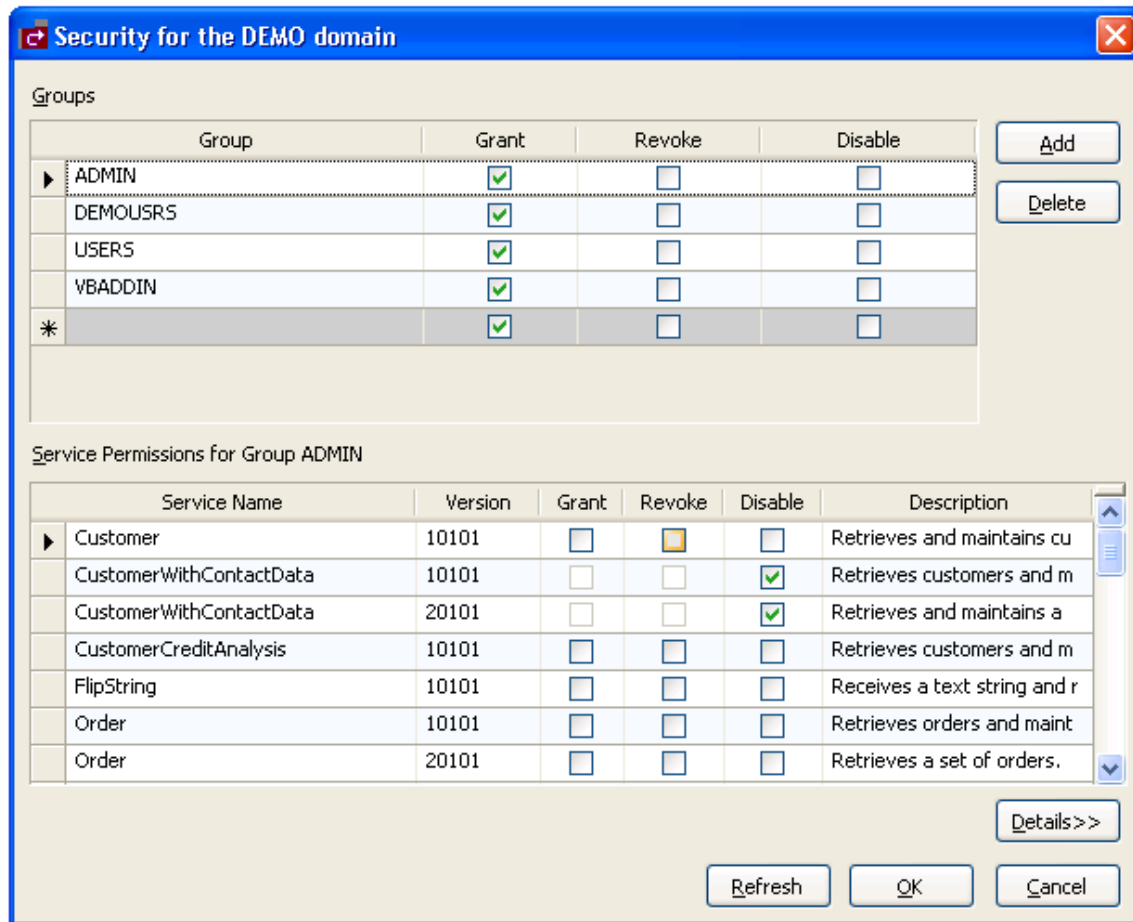 Security for the DEMO domain
Groups
Group Grant Revoke Disable
ADMIN
DEMOUSRS
USERS
VBADDIN
Add
Delete
Service Permissions for Group ADMIN
Service Name Version Grant Revoke Disable Description
Customer 10101 Retrieves and maintains cu
CustomerWithContactData 10101 Retrieves customers and m
CustomerWithContactData 20101 Retrieves and maintains a
CustomerCreditAnalysis 10101 Retrieves customers and m
FlipString 10101 Receives a text string and r
Order 10101 Retrieves orders and maint
Order 20101 Retrieves a set of orders.
Details>>
Refresh OK Cancel